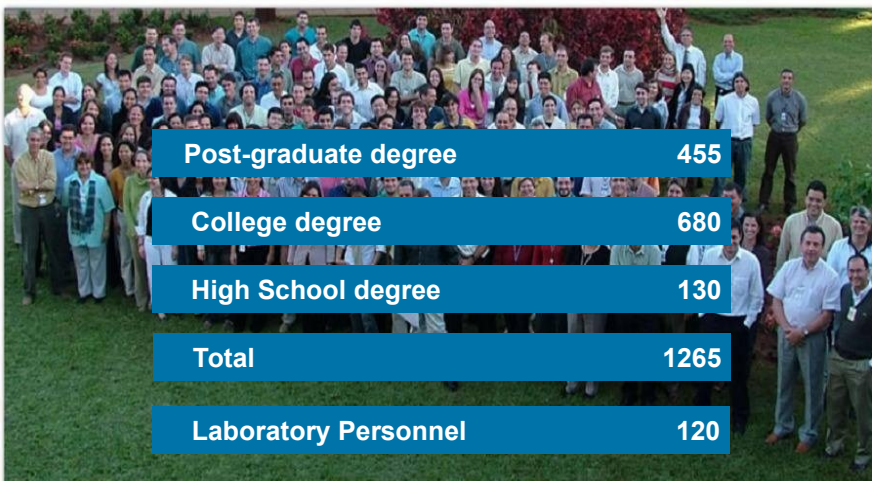 Post-graduate degree 455
College degree 680
High School degree 130
Total 1265
Laboratory Personnel 120